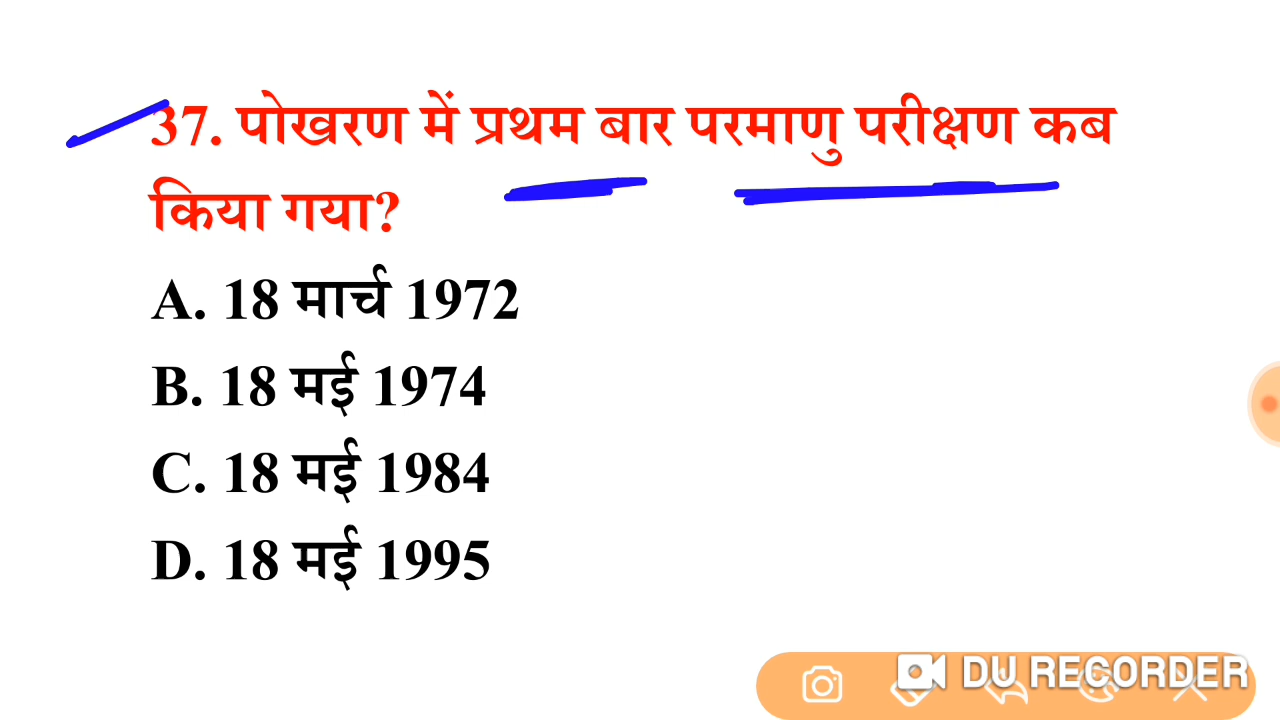 37. पोखरण में प्रथम बार परमाणु परीक्षण कब
किया गया?
A. 18 मार्च 1972
B. 18 मई 1974
C. 18 मई 1984
D. 18 मई 1995
DU RECORDER